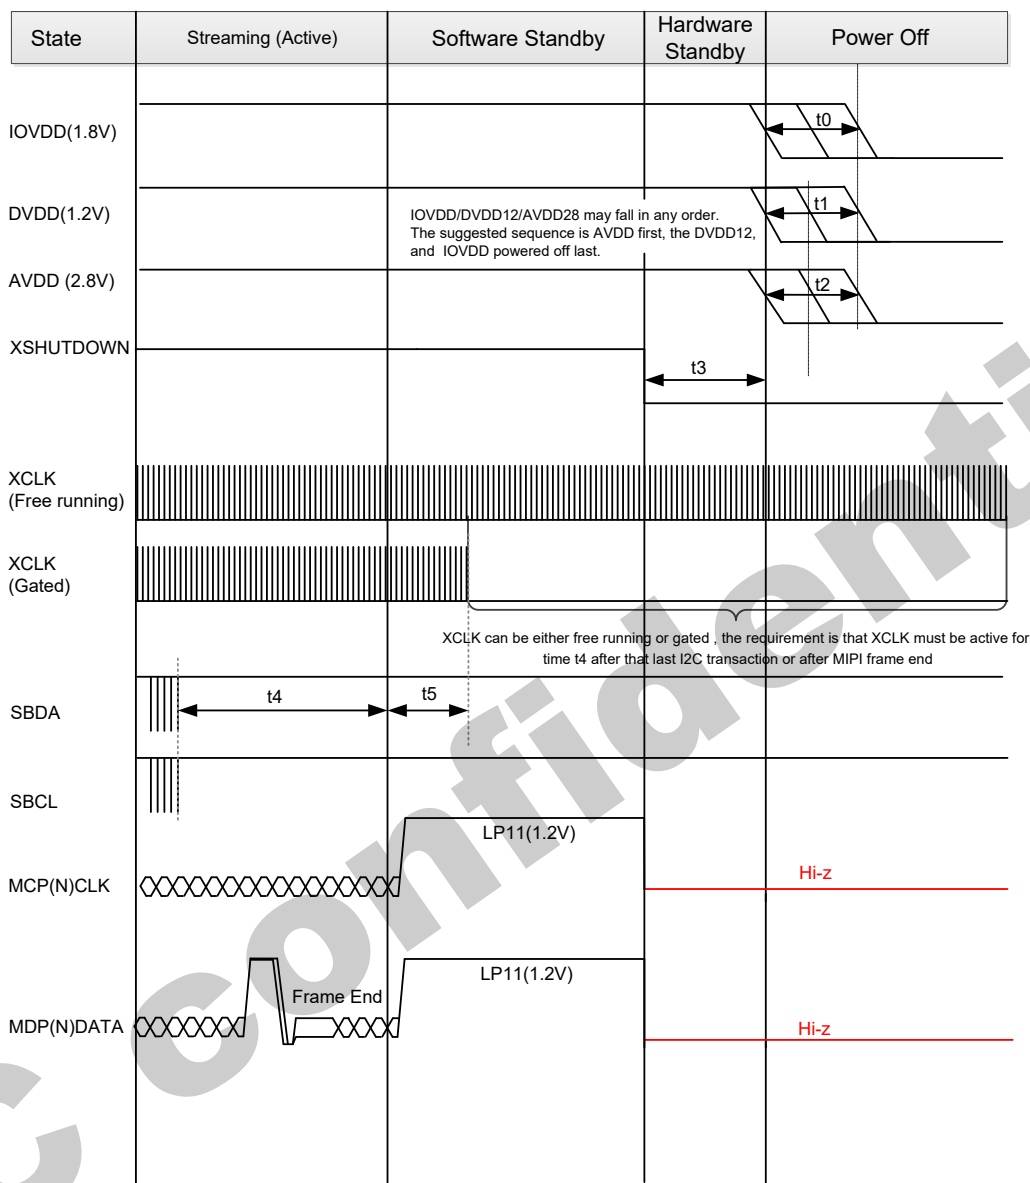 State
Streaming (Active)
Software Standby
Hardware
Standby
Power Off
IOVDD(1.8V)
t0
DVDD(1.2V)
t1
IOVDD/DVDD12/AVDD28 may fall in any order.
The suggested sequence is AVDD first, the DVDD12,
and IOVDD powered off last.
AVDD (2.8V)
t2
XSHUTDOWN
t3
XCLK
(Free running)
XCLK
(Gated)
XCLK can be either free running or gated , the requirement is that XCLK must be active for
time t4 after that last I2C transaction or after MIPI frame end
SBDA
t4
t5
SBCL
LP11(1.2V)
MCP(N)CLK
Hi-z
LP11(1.2V)
Frame End
MDP(N)DATA
Hi-z
C confidenti